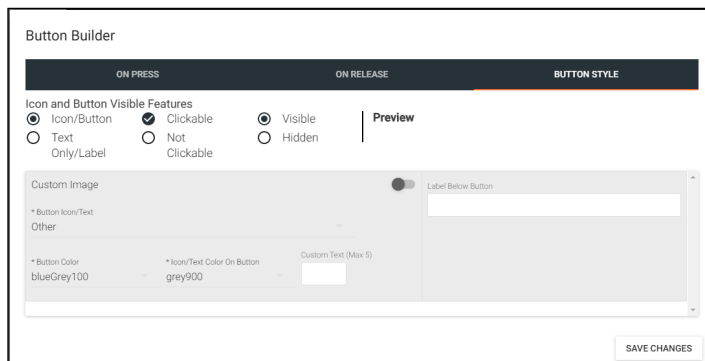 Button Builder
ON PRESS ON RELEASE BUTTON STYLE
Icon and Button Visible Features
Icon/Button Clickable Visible Preview
Text Not Hidden
Only/Label Clickable
Custom Image
Label Below Button
* Button Icon/Text
Other
* Button Color * Icon/Text Color On Button Custom Text (Max 5)
blueGrey100 grey900
SAVE CHANGES